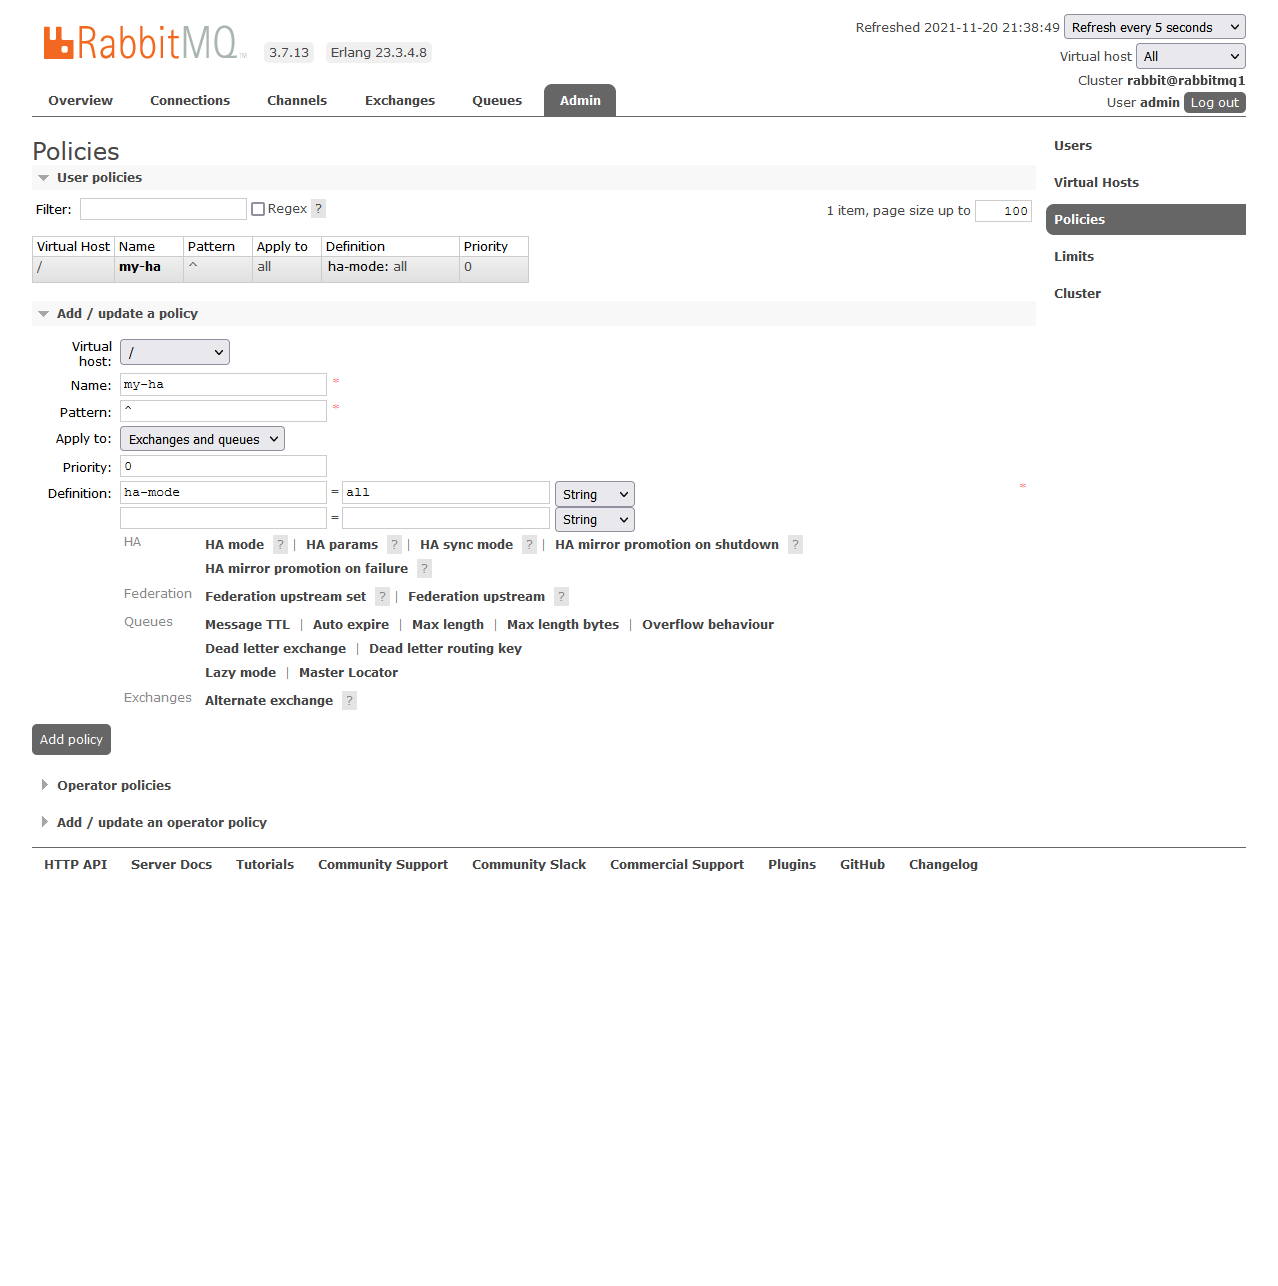 RabbitMQ TM 3.7.13 Erlang 23.3.4.8
Refreshed 2021-11-20 21:38:49 Refresh every 5 seconds
Virtual host All
Cluster rabbit@rabbitmq1
User admin Log out
Overview Connections Channels Exchanges Queues Admin
Policies
User policies
Filter: Regex ? 1 item, page size up to 100
Virtual Host Name Pattern Apply to Definition Priority
/ my-ha ^ all ha-mode: all 0
Add / update a policy
Virtual host: /
Name: my-ha *
Pattern: ^ *
Apply to: Exchanges and queues
Priority: 0
Definition: ha-mode = all String *
= String
HA HA mode ? | HA params ? | HA sync mode ? | HA mirror promotion on shutdown ?
HA mirror promotion on failure ?
Federation Federation upstream set ? | Federation upstream ?
Queues Message TTL | Auto expire | Max length | Max length bytes | Overflow behaviour
Dead letter exchange | Dead letter routing key
Lazy mode | Master Locator
Exchanges Alternate exchange ?
Add policy
Operator policies
Add / update an operator policy
Users
Virtual Hosts
Policies
Limits
Cluster
HTTP API Server Docs Tutorials Community Support Community Slack Commercial Support Plugins GitHub Changelog